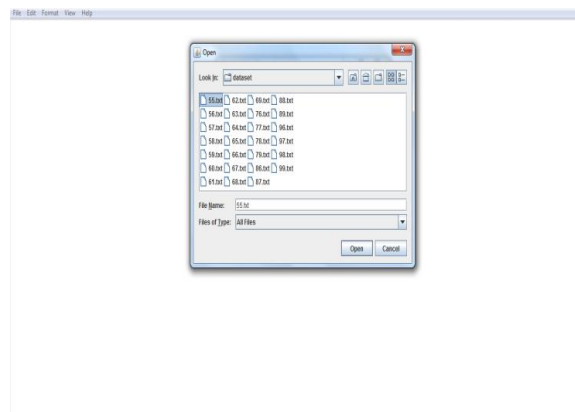 File Edit Format View Help
Open
Look In: dataset
55.txt 62.txt 69.txt 88.txt
56.txt 63.txt 76.txt 89.txt
57.txt 64.txt 77.txt 96.txt
58.txt 65.txt 78.txt 97.txt
59.txt 66.txt 79.txt 98.txt
60.txt 67.txt 86.txt 99.txt
61.txt 68.txt 87.txt
File Name: 55.txt
Files of Type: All Files
Open Cancel